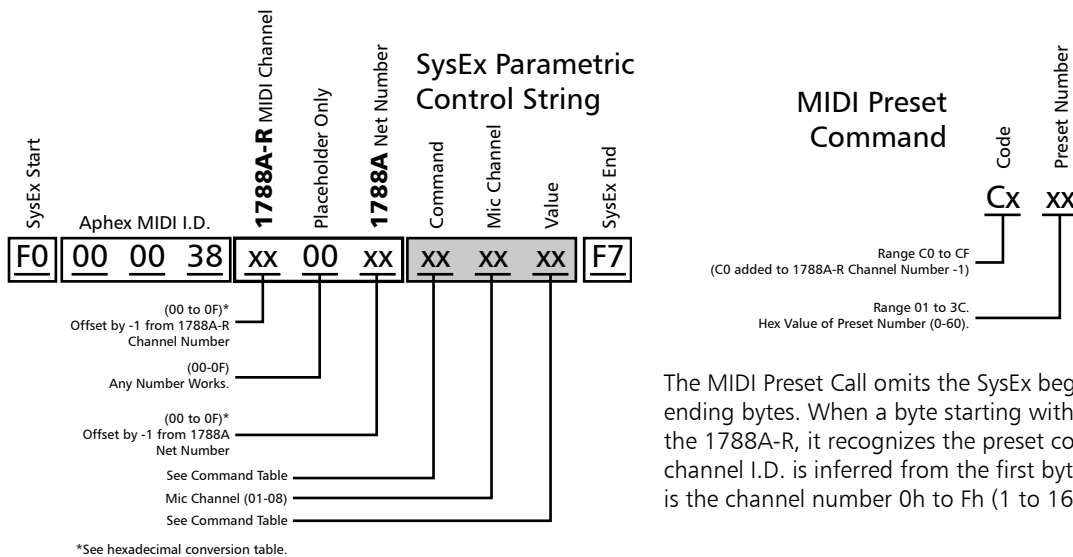 SysEx Parametric
Control String
SysEx Start
Aphex MIDI I.D.
1788A-R MIDI Channel
Placeholder Only
1788A Net Number
Command
Mic Channel
Value
SysEx End
F0 00 00 38 xx 00 xx xx xx xx F7
(00 to 0F)*
Offset by -1 from 1788A-R
Channel Number
(00-0F)
Any Number Works.
(00 to 0F)*
Offset by -1 from 1788A
Net Number
See Command Table
Mic Channel (01-08)
See Command Table
*See hexadecimal conversion table.
MIDI Preset
Command
Code
Preset Number
Cx xx
Range C0 to CF
(C0 added to 1788A-R Channel Number -1)
Range 01 to 3C.
Hex Value of Preset Number (0-60).
The MIDI Preset Call omits the SysEx beg
ending bytes. When a byte starting with
the 1788A-R, it recognizes the preset co
channel I.D. is inferred from the first byt
is the channel number 0h to Fh (1 to 16